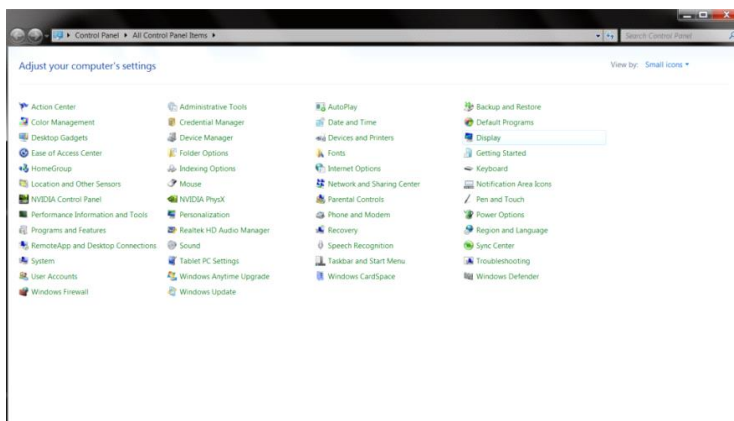 Control Panel ▸ All Control Panel Items ▸
Search Control Panel
Adjust your computer's settings
View by: Small icons
Action Center Administrative Tools AutoPlay Backup and Restore
Color Management Credential Manager Date and Time Default Programs
Desktop Gadgets Device Manager Devices and Printers Display
Ease of Access Center Folder Options Fonts Getting Started
HomeGroup Indexing Options Internet Options Keyboard
Location and Other Sensors Mouse Network and Sharing Center Notification Area Icons
NVIDIA Control Panel NVIDIA PhysX Parental Controls Pen and Touch
Performance Information and Tools Personalization Phone and Modem Power Options
Programs and Features Realtek HD Audio Manager Recovery Region and Language
RemoteApp and Desktop Connections Sound Speech Recognition Sync Center
System Tablet PC Settings Taskbar and Start Menu Troubleshooting
User Accounts Windows Anytime Upgrade Windows CardSpace Windows Defender
Windows Firewall Windows Update